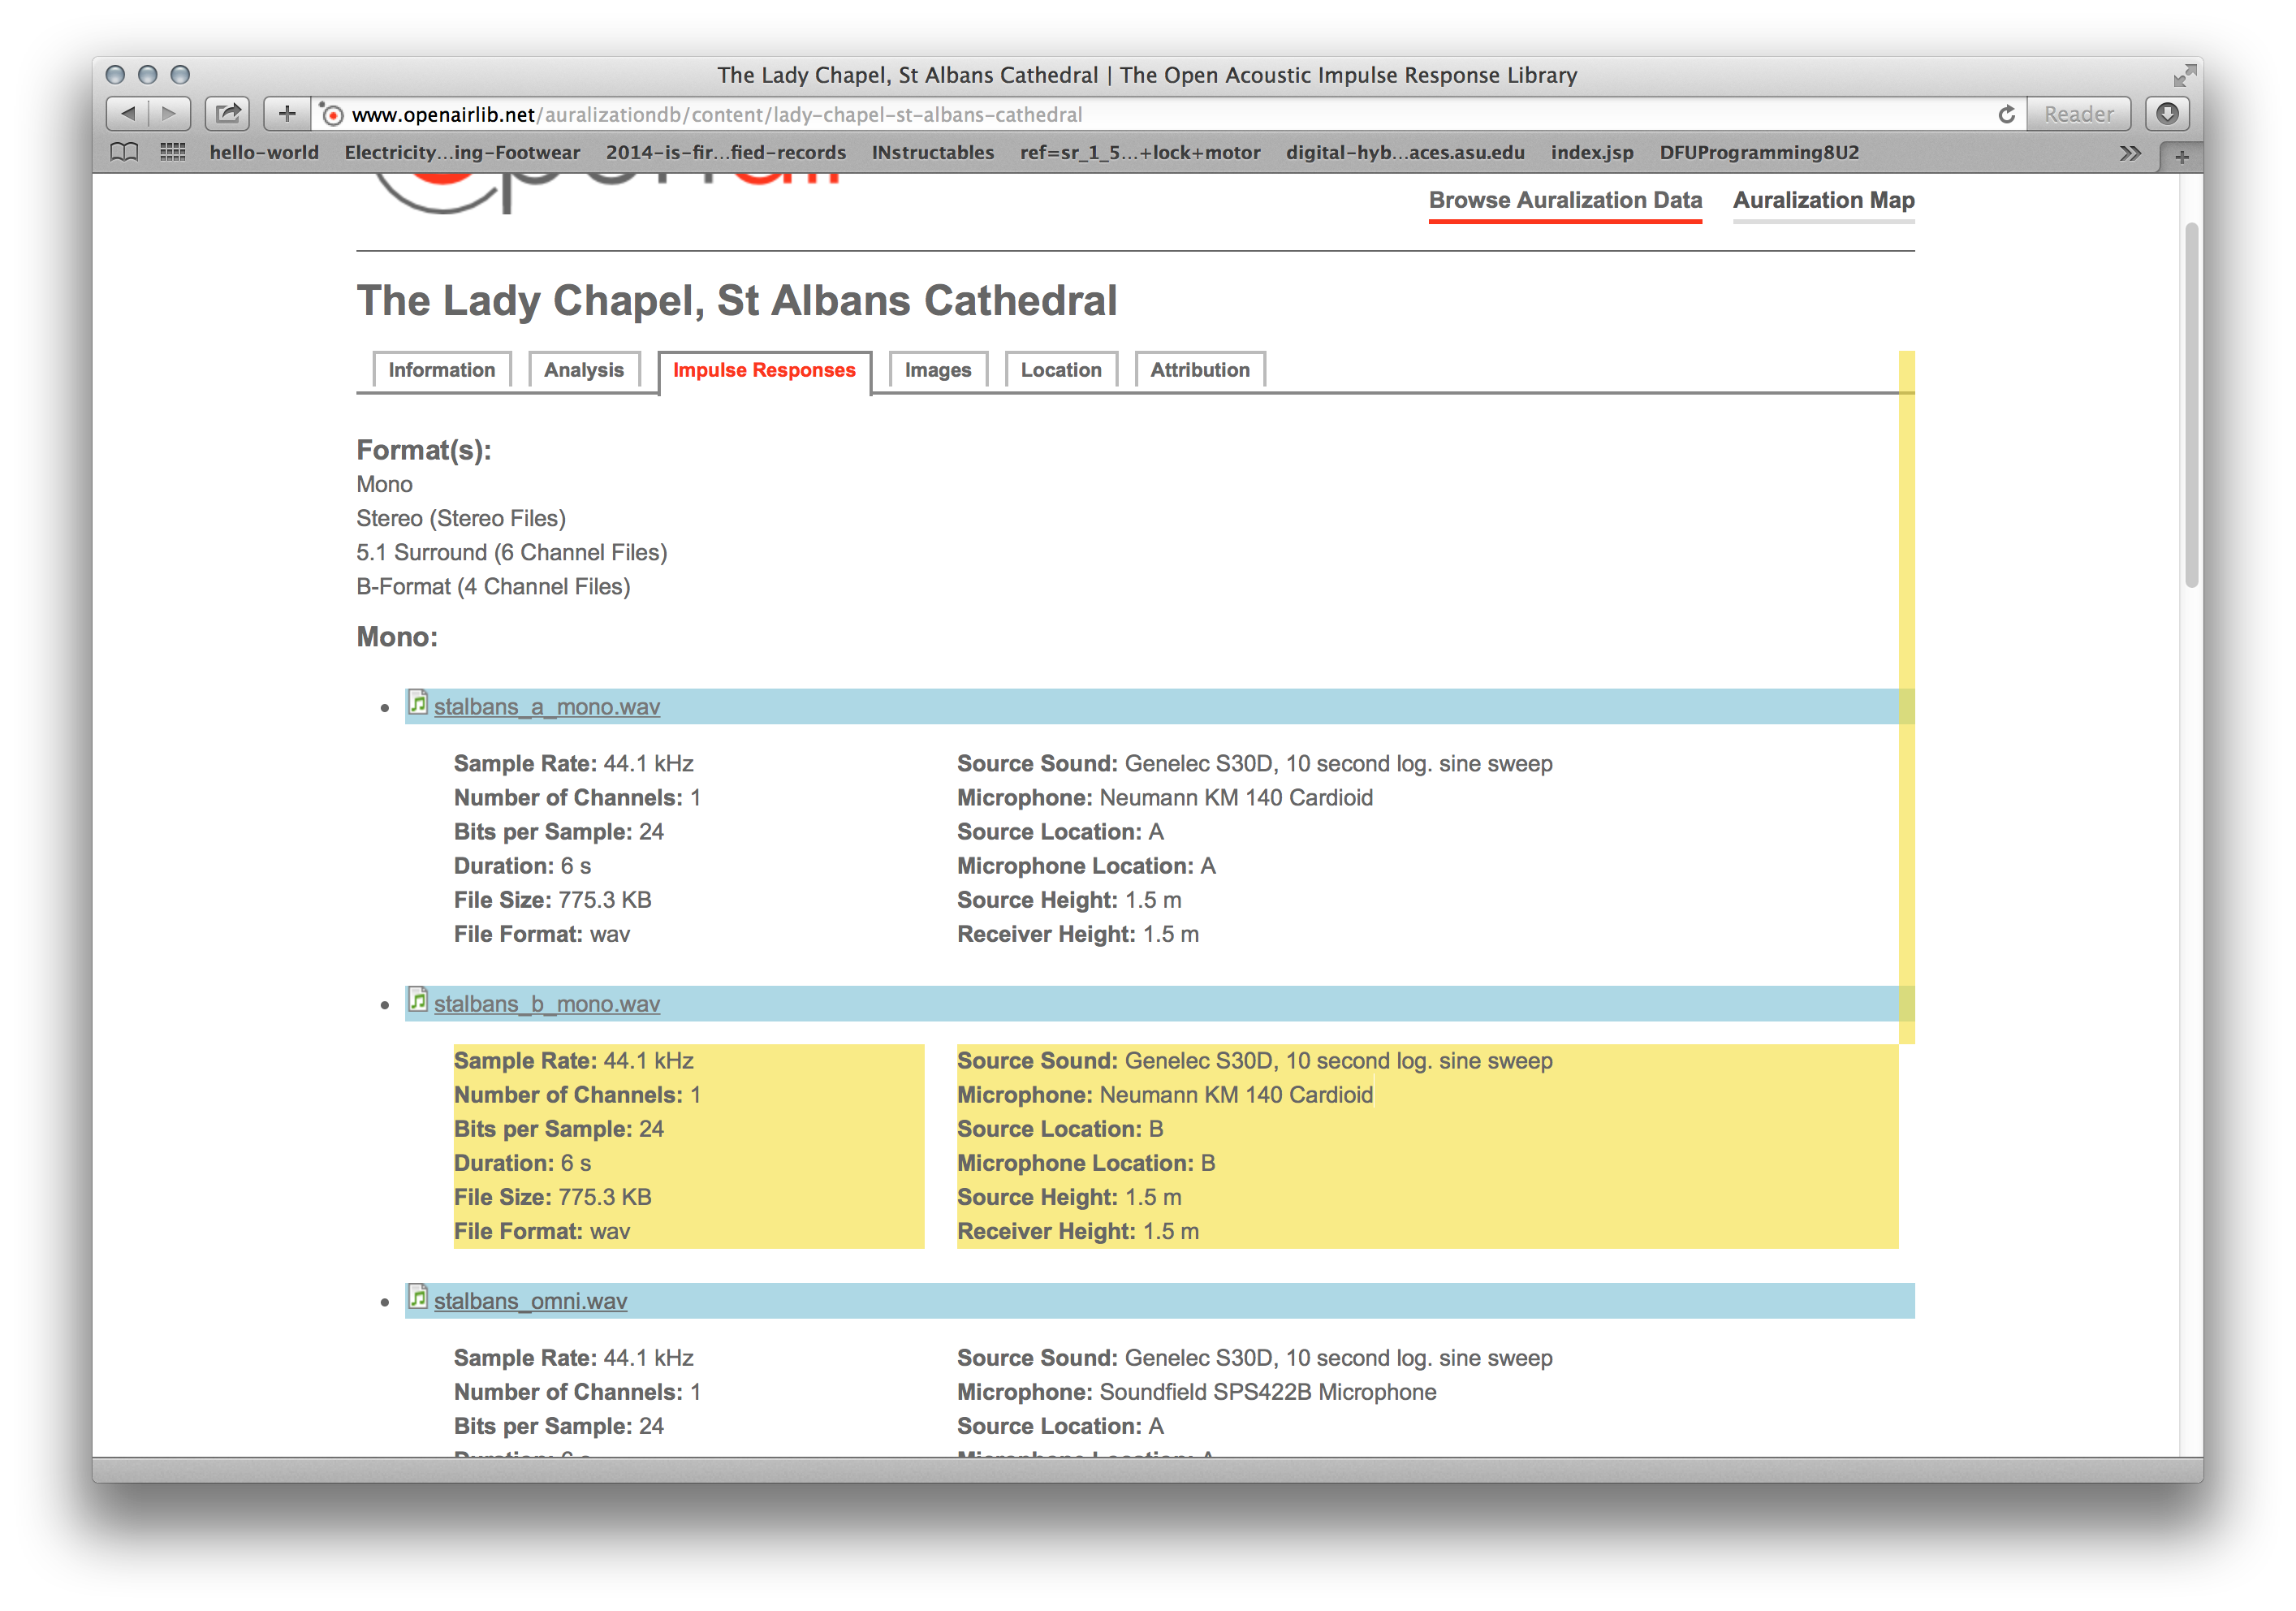 The Lady Chapel, St Albans Cathedral | The Open Acoustic Impulse Response Library
www.openairlib.net/auralizationdb/content/lady-chapel-st-albans-cathedral
Reader
hello-world Electricity...ing-Footwear 2014-is-fir...fied-records INstructables ref=sr_1_5...+lock+motor digital-hyb...aces.asu.edu index.jsp DFUProgramming8U2
Browse Auralization Data Auralization Map
The Lady Chapel, St Albans Cathedral
Information Analysis Impulse Responses Images Location Attribution
Format(s):
Mono
Stereo (Stereo Files)
5.1 Surround (6 Channel Files)
B-Format (4 Channel Files)
Mono:
stalbans_a_mono.wav
Sample Rate: 44.1 kHz
Number of Channels: 1
Bits per Sample: 24
Duration: 6 s
File Size: 775.3 KB
File Format: wav
Source Sound: Genelec S30D, 10 second log. sine sweep
Microphone: Neumann KM 140 Cardioid
Source Location: A
Microphone Location: A
Source Height: 1.5 m
Receiver Height: 1.5 m
stalbans_b_mono.wav
Sample Rate: 44.1 kHz
Number of Channels: 1
Bits per Sample: 24
Duration: 6 s
File Size: 775.3 KB
File Format: wav
Source Sound: Genelec S30D, 10 second log. sine sweep
Microphone: Neumann KM 140 Cardioid
Source Location: B
Microphone Location: B
Source Height: 1.5 m
Receiver Height: 1.5 m
stalbans_omni.wav
Sample Rate: 44.1 kHz
Number of Channels: 1
Bits per Sample: 24
Source Sound: Genelec S30D, 10 second log. sine sweep
Microphone: Soundfield SPS422B Microphone
Source Location: A